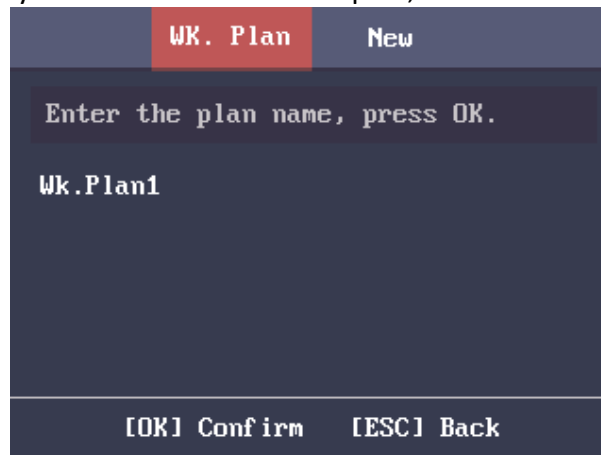 WK. Plan New
Enter the plan name, press OK.
Wk.Plan1
[OK] Confirm [ESC] Back